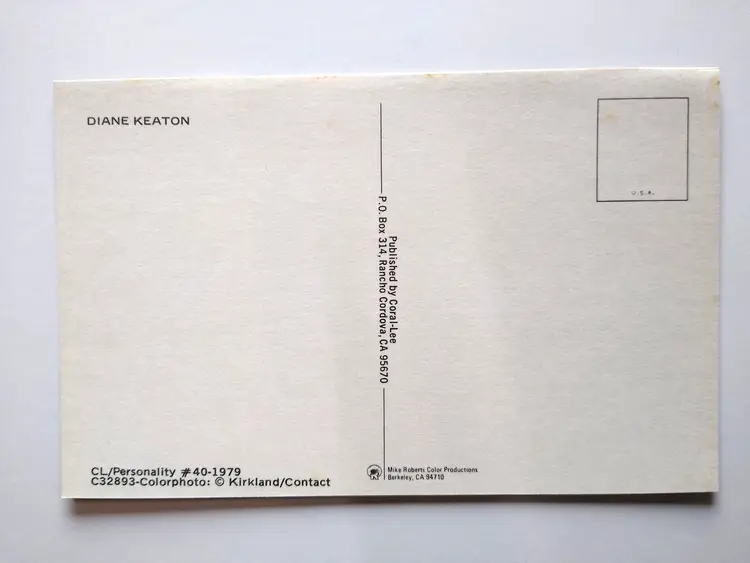 DIANE KEATON
U.S.A.
Published by Coral-Lee
P.O. Box 314, Rancho Cordova, CA 95670
CL/Personality #40-1979
C32893-Colorphoto: © Kirkland/Contact
Mike Roberts Color Productions
Berkeley, CA 94710